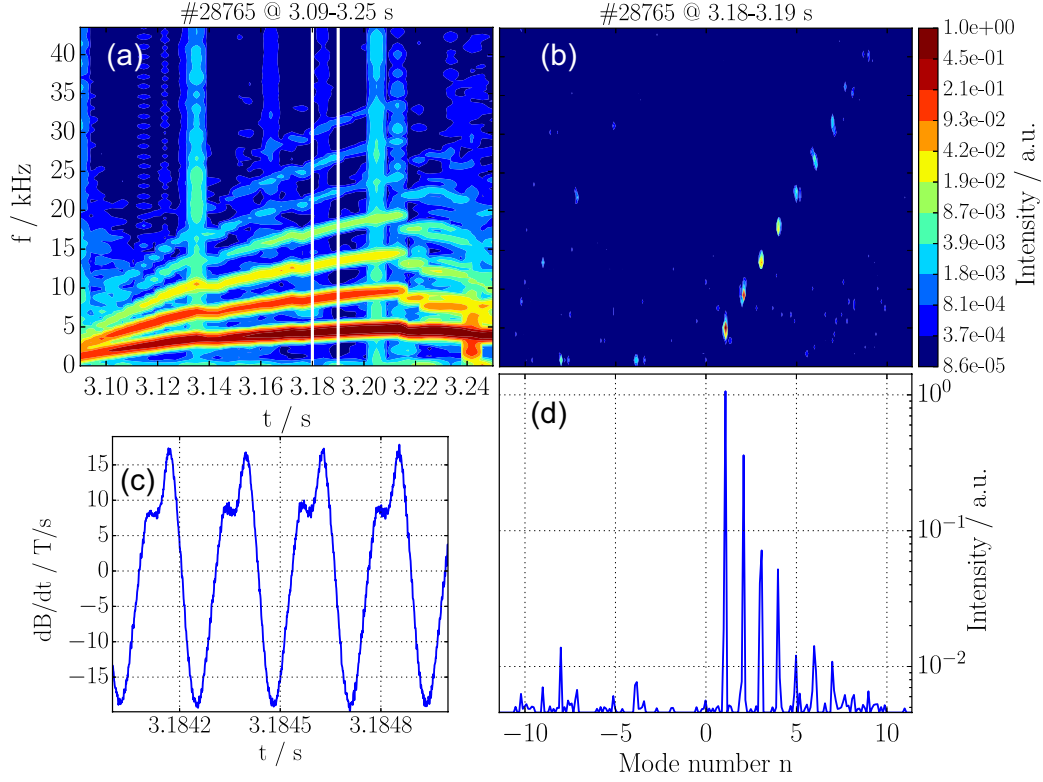 #28765 @ 3.09-3.25 s
#28765 @ 3.18-3.19 s
(a)
40
35
30
25
20
15
10
5
0
f / kHz
3.10 3.12 3.14 3.16 3.18 3.20 3.22 3.24
t / s
(b)
1.0e+00
4.5e-01
2.1e-01
9.3e-02
4.2e-02
1.9e-02
8.7e-03
3.9e-03
1.8e-03
8.1e-04
3.7e-04
8.6e-05
Intensity / a.u.
(c)
15
10
5
0
−5
−10
−15
dB/dt / T/s
3.1842 3.1845 3.1848
t / s
(d)
10⁰
10⁻¹
10⁻²
Intensity / a.u.
−10 −5 0 5 10
Mode number n